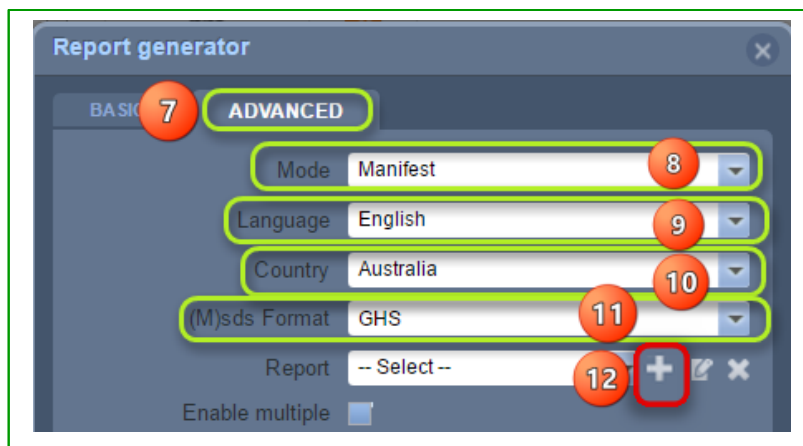 Report generator
BASIC 7 ADVANCED
Mode Manifest 8
Language English 9
Country Australia 10
(M)sds Format GHS 11
Report -- Select -- 12
Enable multiple